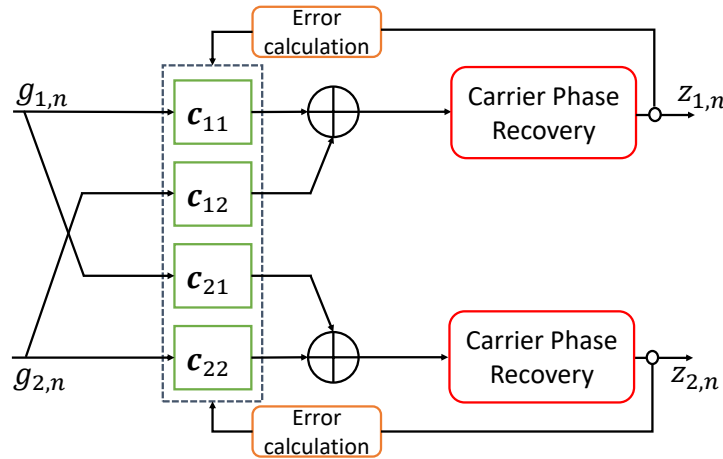 Error
calculation
g₁,ₙ
c₁₁
Carrier Phase
Recovery
z₁,ₙ
c₁₂
c₂₁
c₂₂
Carrier Phase
Recovery
g₂,ₙ
z₂,ₙ
Error
calculation